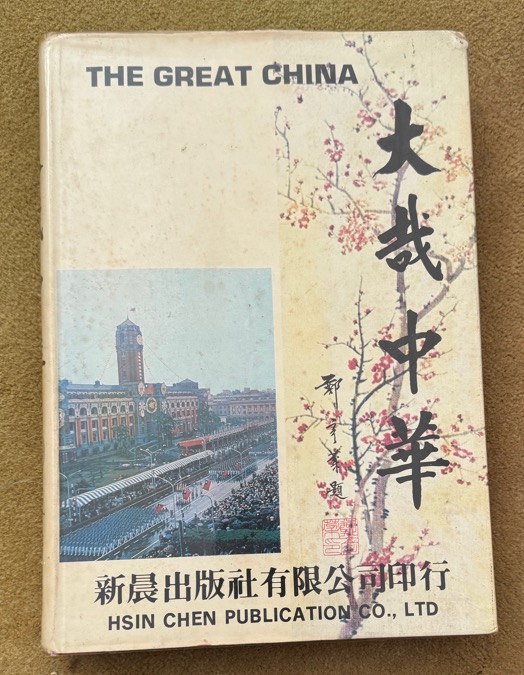 THE GREAT CHINA
大哉中華
題
新晨出版社有限公司印行
HSIN CHEN PUBLICATION CO., LTD